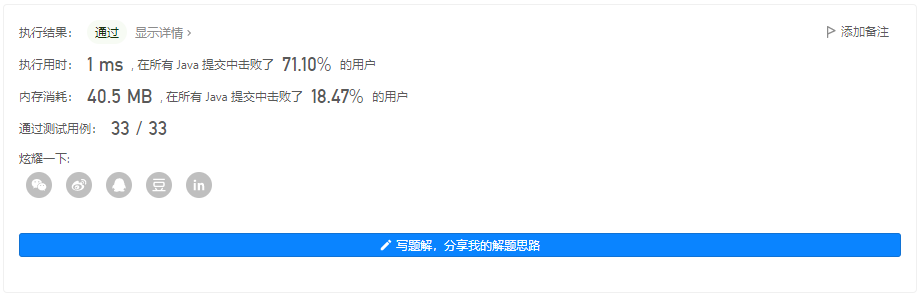 执行结果： 通过 显示详情 > 添加备注
执行用时： 1 ms , 在所有 Java 提交中击败了 71.10% 的用户
内存消耗： 40.5 MB , 在所有 Java 提交中击败了 18.47% 的用户
通过测试用例： 33 / 33
炫耀一下:
豆 in
写题解，分享我的解题思路